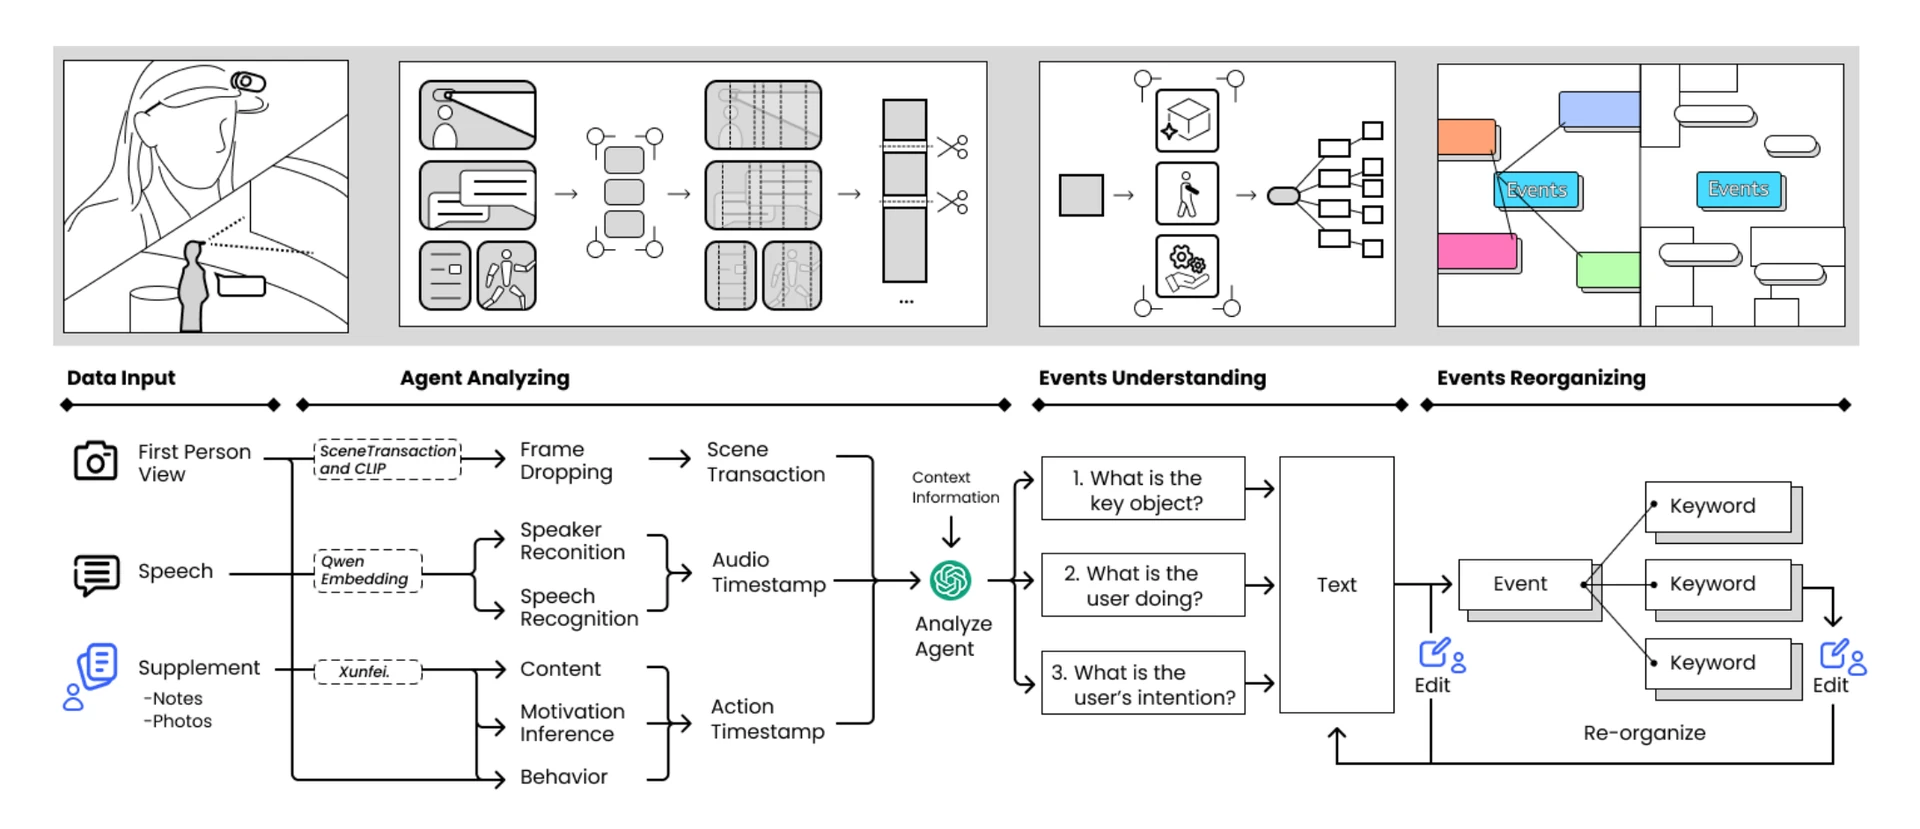 Events
Events
...
Data Input
Agent Analyzing
Events Understanding
Events Reorganizing
First Person
View
SceneTransaction
and CLIP
Frame
Dropping
Scene
Transaction
Speech
Qwen
Embedding
Speaker
Reconition
Speech
Recognition
Audio
Timestamp
Supplement
-Notes
-Photos
Xunfei.
Content
Motivation
Inference
Behavior
Action
Timestamp
Context
Information
Analyze
Agent
1. What is the
key object?
2. What is the
user doing?
3. What is the
user's intention?
Text
Event
Keyword
Keyword
Keyword
Edit
Edit
Re-organize